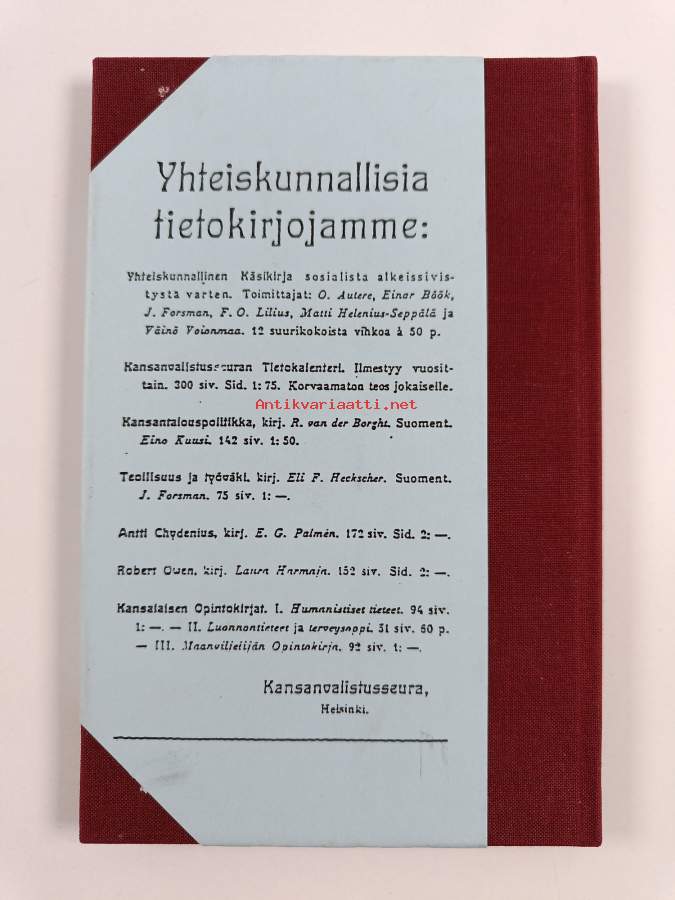 Yhteiskunnallisia
tietokirjojamme:
Yhteiskunnallinen Käsikirja sosialista alkeissivis-
tystä varten. Toimittajat: O. Autere, Einar Böök,
J. Forsman, F. O. Lilius, Matti Helenius-Seppälä ja
Väinö Voionmaa. 12 suurikokoista vihkoa à 50 p.
Kansanvalistusseuran Tietokalenteri. Ilmestyy vuosit-
tain. 300 siv. Sid. 1:75. Korvaamaton teos jokaiselle.
Antikvariaatti.net
Kansantalouspolitikka, kirj. R. van der Borght. Suoment.
Eino Kuusi. 142 siv. 1:50.
Teollisuus ja työväki, kirj. Eli F. Heckscher. Suoment.
J. Forsman. 75 siv. 1: —.
Antti Chydenius, kirj. E. G. Palmén. 172 siv. Sid. 2: —.
Robert Owen, kirj. Laura Harmaja. 152 siv. Sid. 2: —.
Kansalaisen Opintokirjat. I. Humanistiset tieteet. 94 siv.
1: —. — II. Luonnontieteet ja terveysoppi. 51 siv. 60 p.
— III. Maanviljelijän Opintokirja. 92 siv. 1: —.
Kansanvalistusseura,
Helsinki.